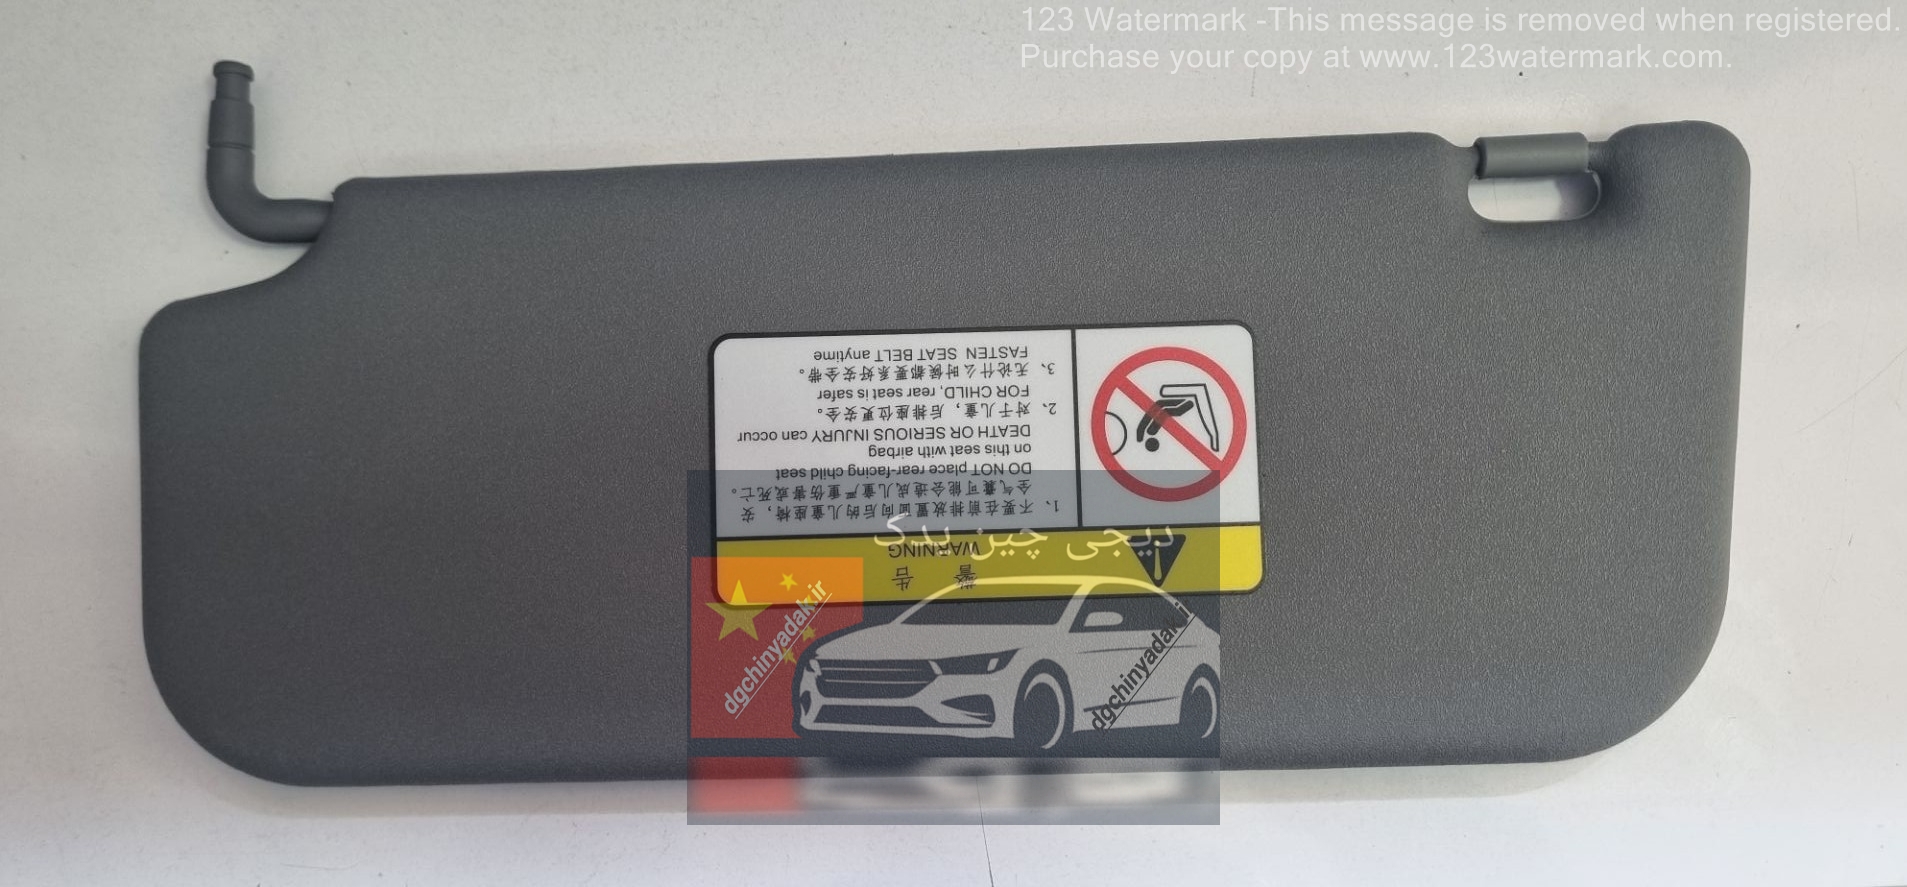 123 Watermark -This message is removed when registered.
Purchase your copy at www.123watermark.com.
警 告
WARNING
1、不要在前排放置面向后的儿童座椅，安
全气囊可能会造成儿童严重伤害或死亡。
DO NOT place rear-facing child seat
on this seat with airbag
DEATH OR SERIOUS INJURY can occur
2、对于儿童，后排座位更安全。
FOR CHILD, rear seat is safer
3、无论什么时候都要系好安全带。
FASTEN SEAT BELT anytime
دیجی چین یدک
dgchinyadak.ir
dgchinyadak.ir